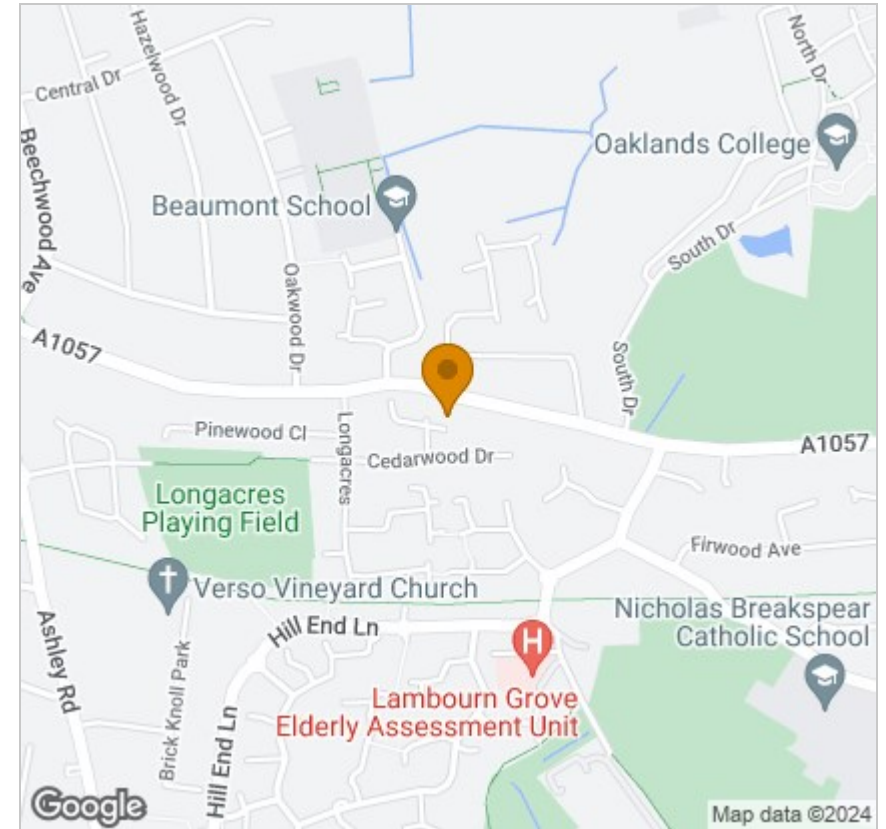 Hazelwood Dr
North Dr
Central Dr
Oaklands College
Beechwood Ave
Beaumont School
South Dr
Oakwood Dr
A1057
South Dr
Pinewood Cl
Longacres
A1057
Cedarwood Dr
Longacres
Playing Field
Firwood Ave
Verso Vineyard Church
Nicholas Breakspear
Catholic School
Hill End Ln
Ashley Rd
H
Brick Knoll Park
Lambourn Grove
Elderly Assessment Unit
Hill End Ln
Google
Map data ©2024